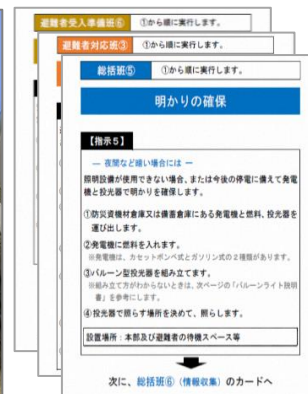 避難者受入準備班⑥ ①から順に実行します。
避難者対応班③ ①から順に実行します。
総括班⑤ ①から順に実行します。
明かりの確保
【指示5】
― 夜間など暗い場合には ―
照明設備が使用できない場合、または今後の停電に備えて発電
機と投光器で明かりを確保します。
①防災資機材倉庫又は備蓄倉庫にある発電機と燃料、投光器を
運び出します。
②発電機に燃料を入れます。
※発電機は、カセットボンベ式とガソリン式の2種類があります。
③バルーン型投光器を組み立てます。
※組み立て方がわからないときは、次ページの「バルーンライト説明
書」を参考にします。
④投光器で照らす場所を決めて、照らします。
設置場所：本部及び避難者の待機スペース等
次に、総括班⑥（情報収集）のカードへ